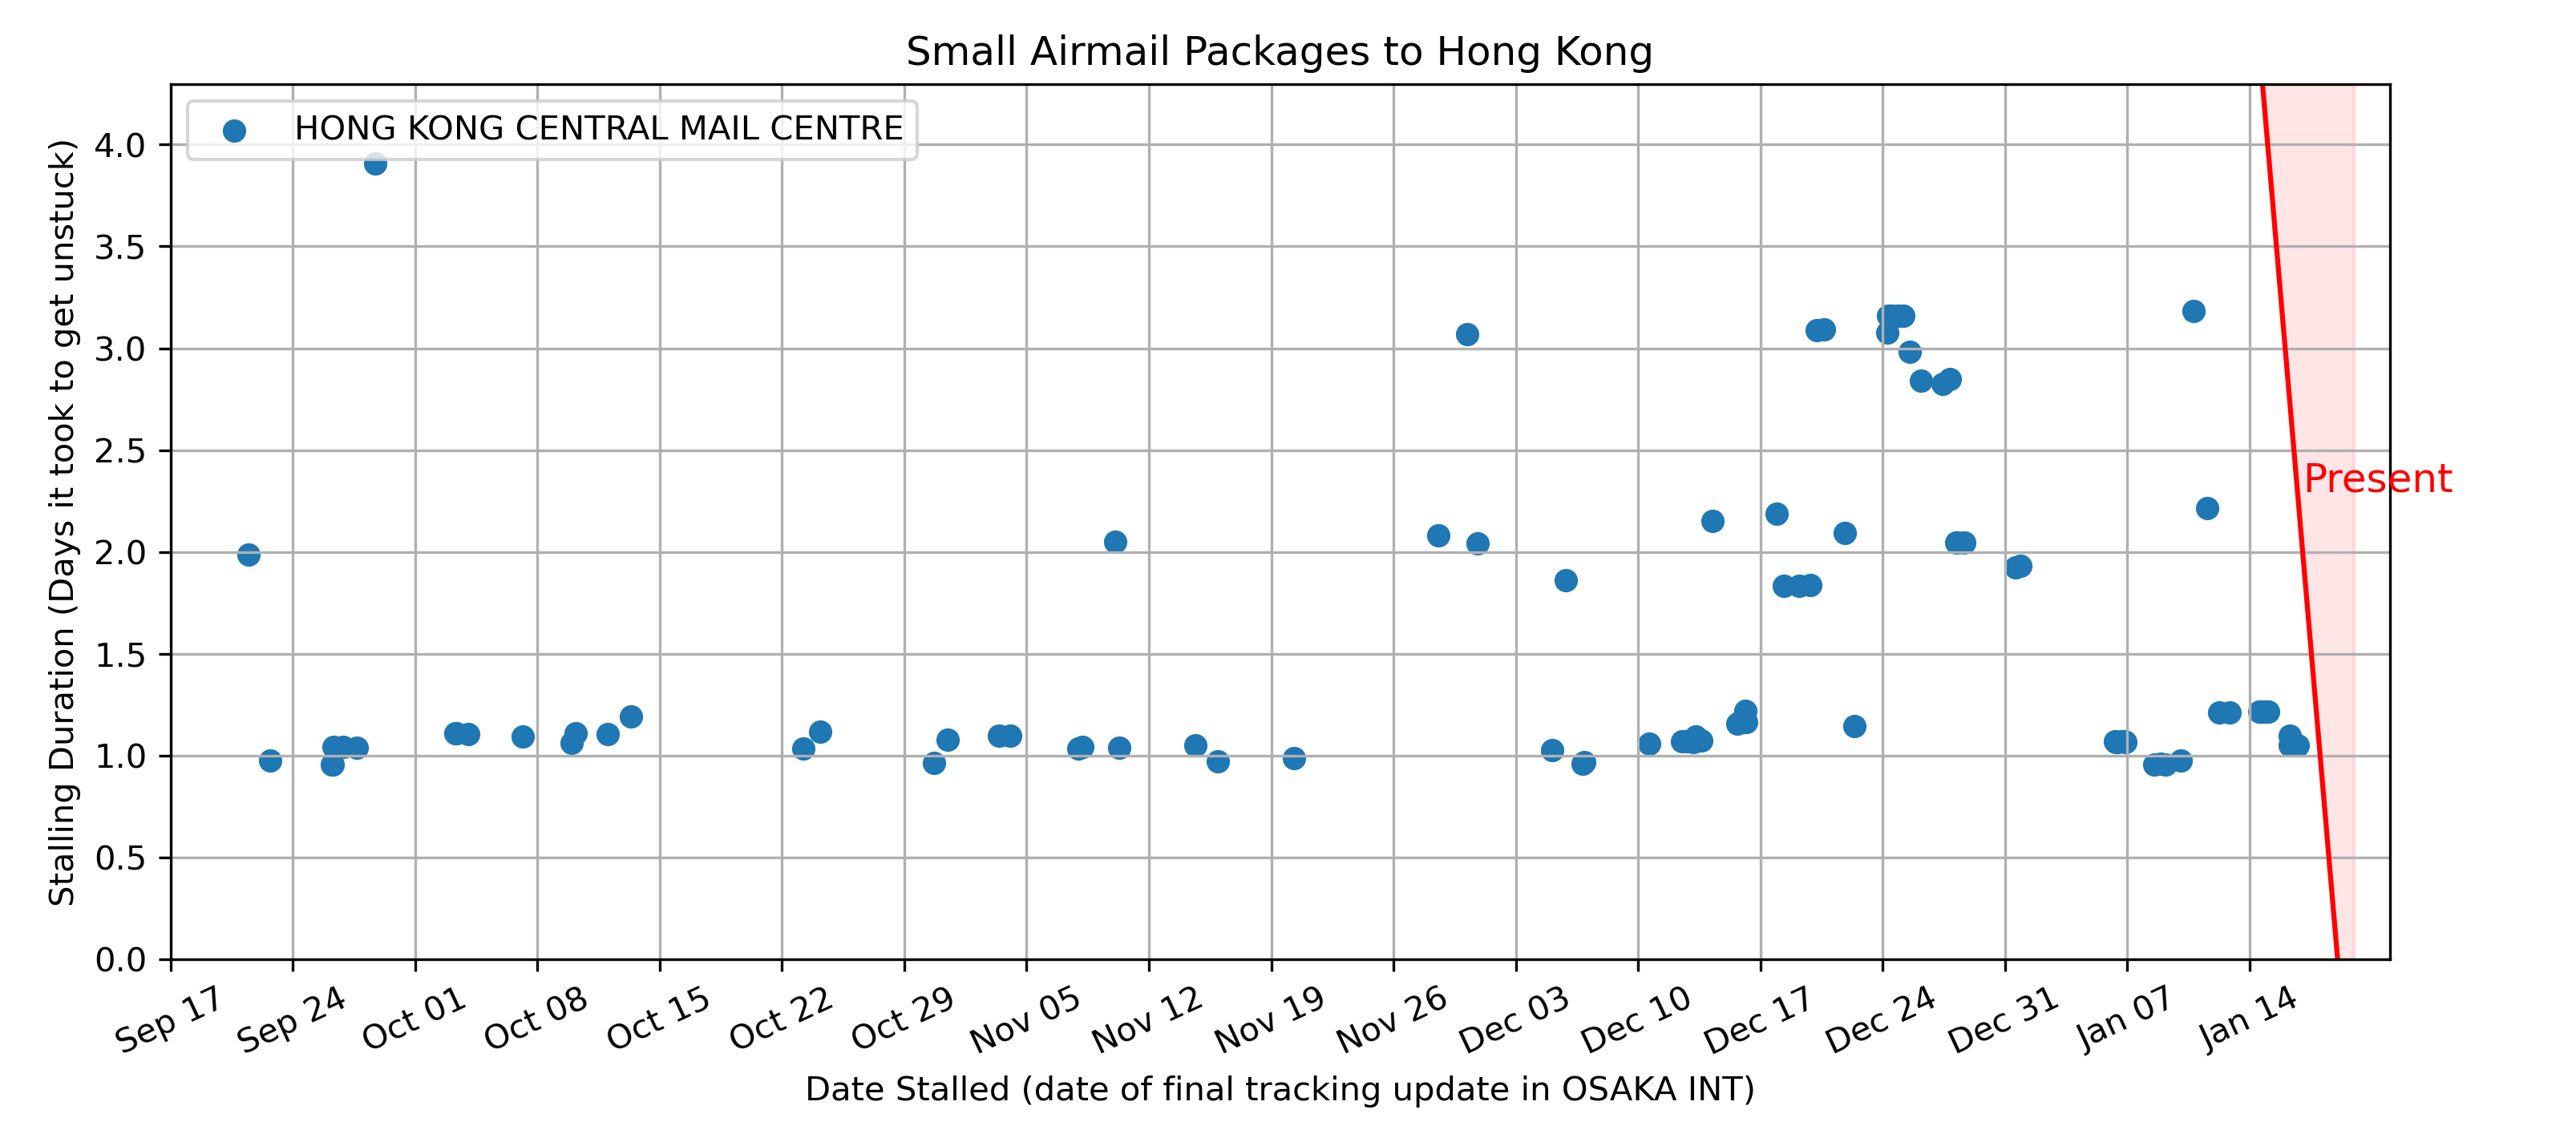 Small Airmail Packages to Hong Kong
HONG KONG CENTRAL MAIL CENTRE
Stalling Duration (Days it took to get unstuck)
4.0
3.5
3.0
2.5
2.0
1.5
1.0
0.5
0.0
Present
Sep 17
Sep 24
Oct 01
Oct 08
Oct 15
Oct 22
Oct 29
Nov 05
Nov 12
Nov 19
Nov 26
Dec 03
Dec 10
Dec 17
Dec 24
Dec 31
Jan 07
Jan 14
Date Stalled (date of final tracking update in OSAKA INT)